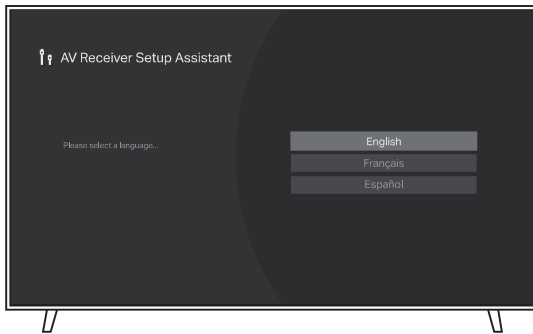 AV Receiver Setup Assistant
Please select a language...
English
Français
Español